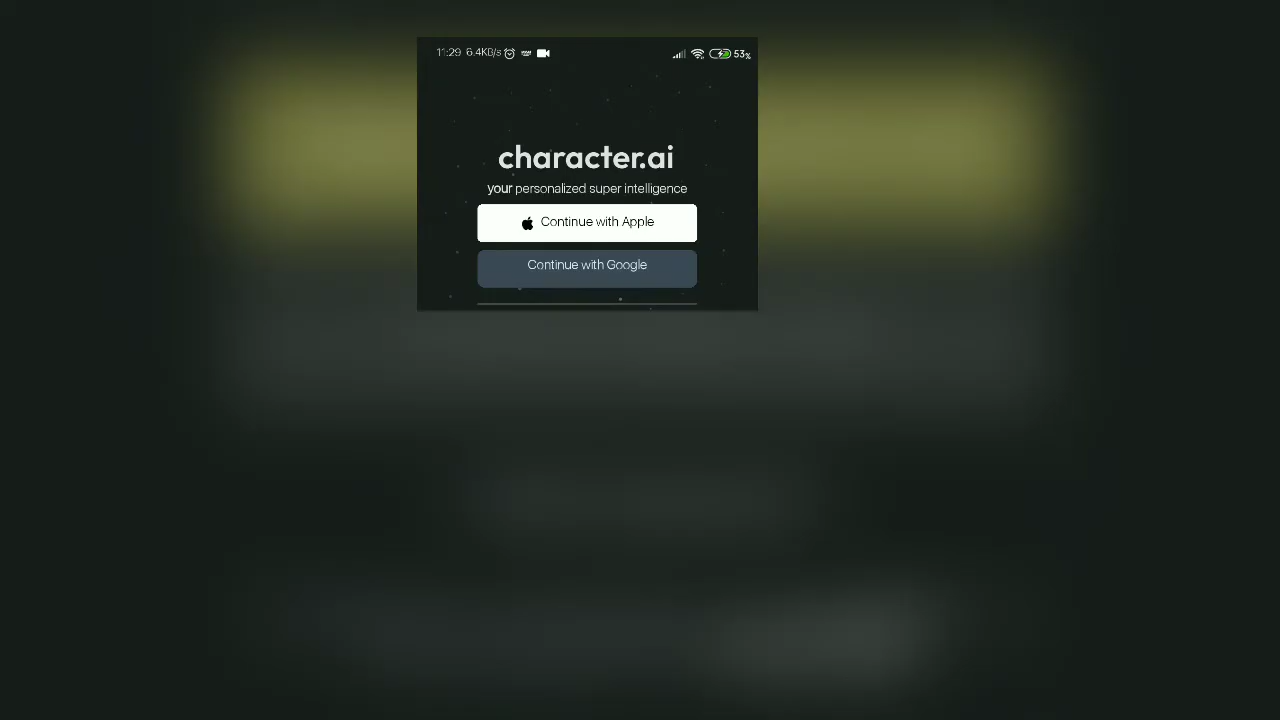 11:29 6.4KB/s 53%
character.ai
your personalized super intelligence
Continue with Apple
Continue with Google